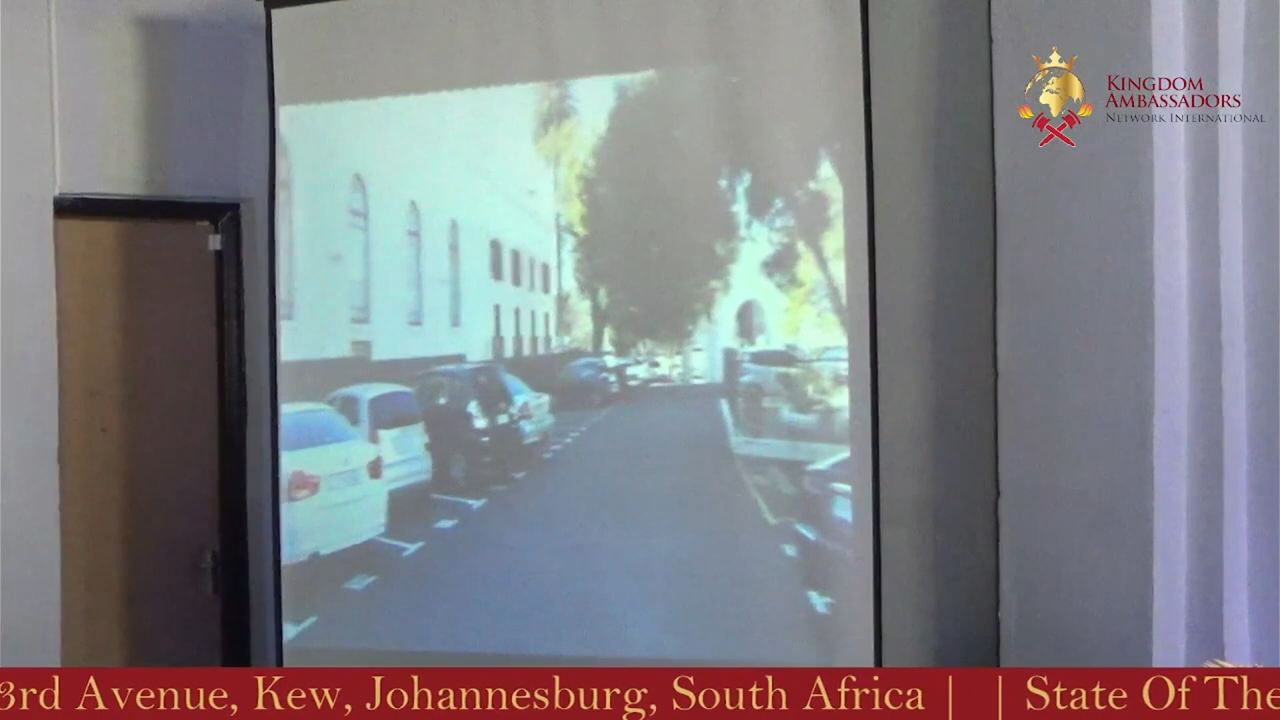 KINGDOM
AMBASSADORS
NETWORK INTERNATIONAL
3rd Avenue, Kew, Johannesburg, South Africa | | State Of The